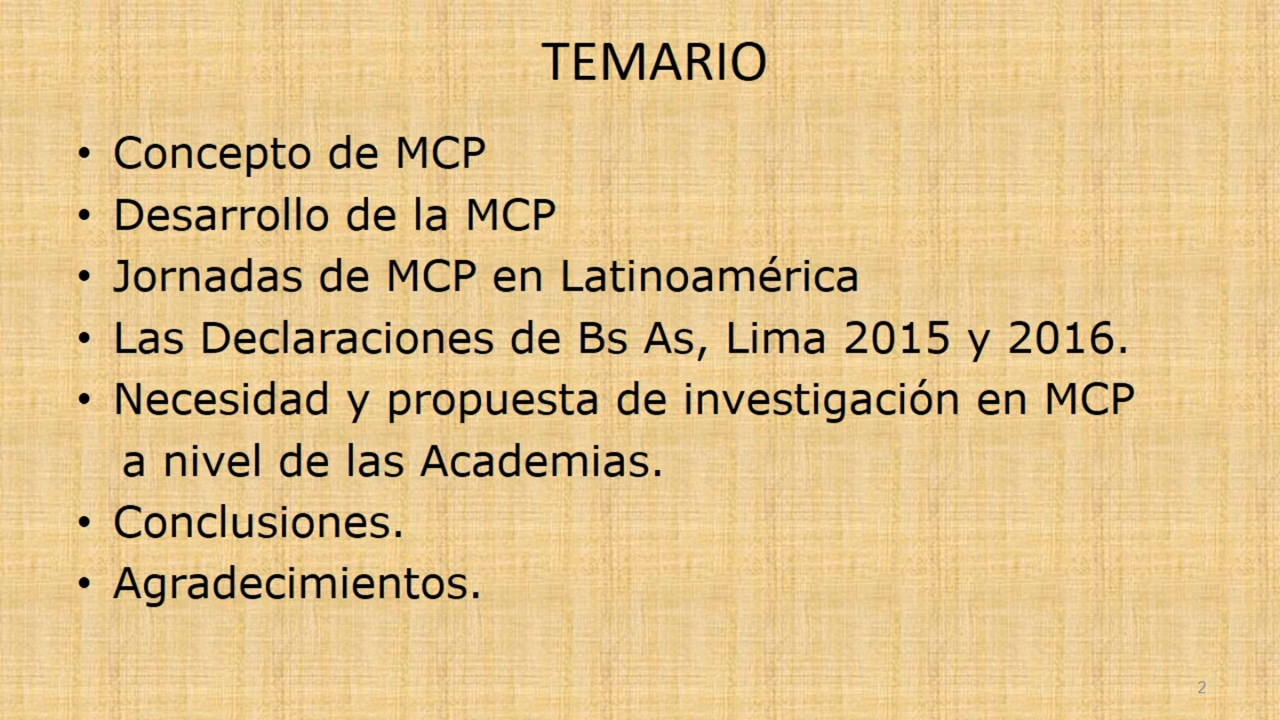 TEMARIO
• Concepto de MCP
• Desarrollo de la MCP
• Jornadas de MCP en Latinoamérica
• Las Declaraciones de Bs As, Lima 2015 y 2016.
• Necesidad y propuesta de investigación en MCP
a nivel de las Academias.
• Conclusiones.
• Agradecimientos.
2